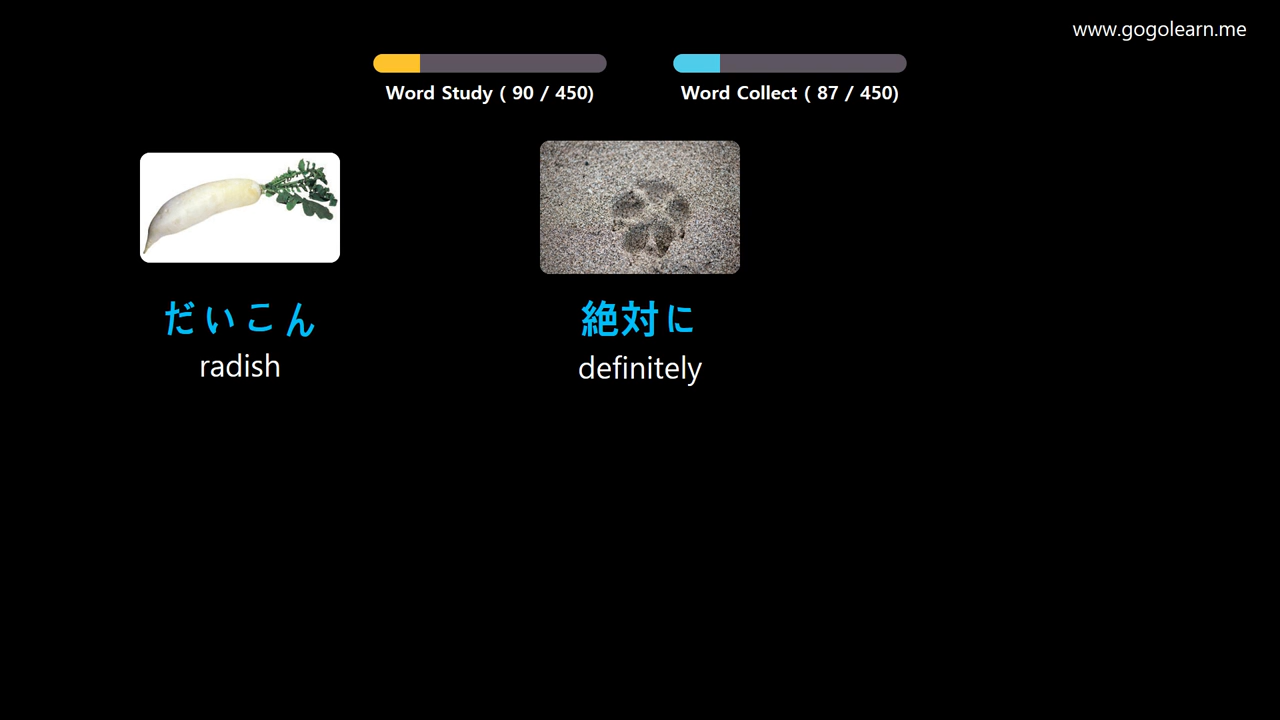 www.gogolearn.me
Word Study ( 90 / 450)
Word Collect ( 87 / 450)
だいこん
radish
絶対に
definitely